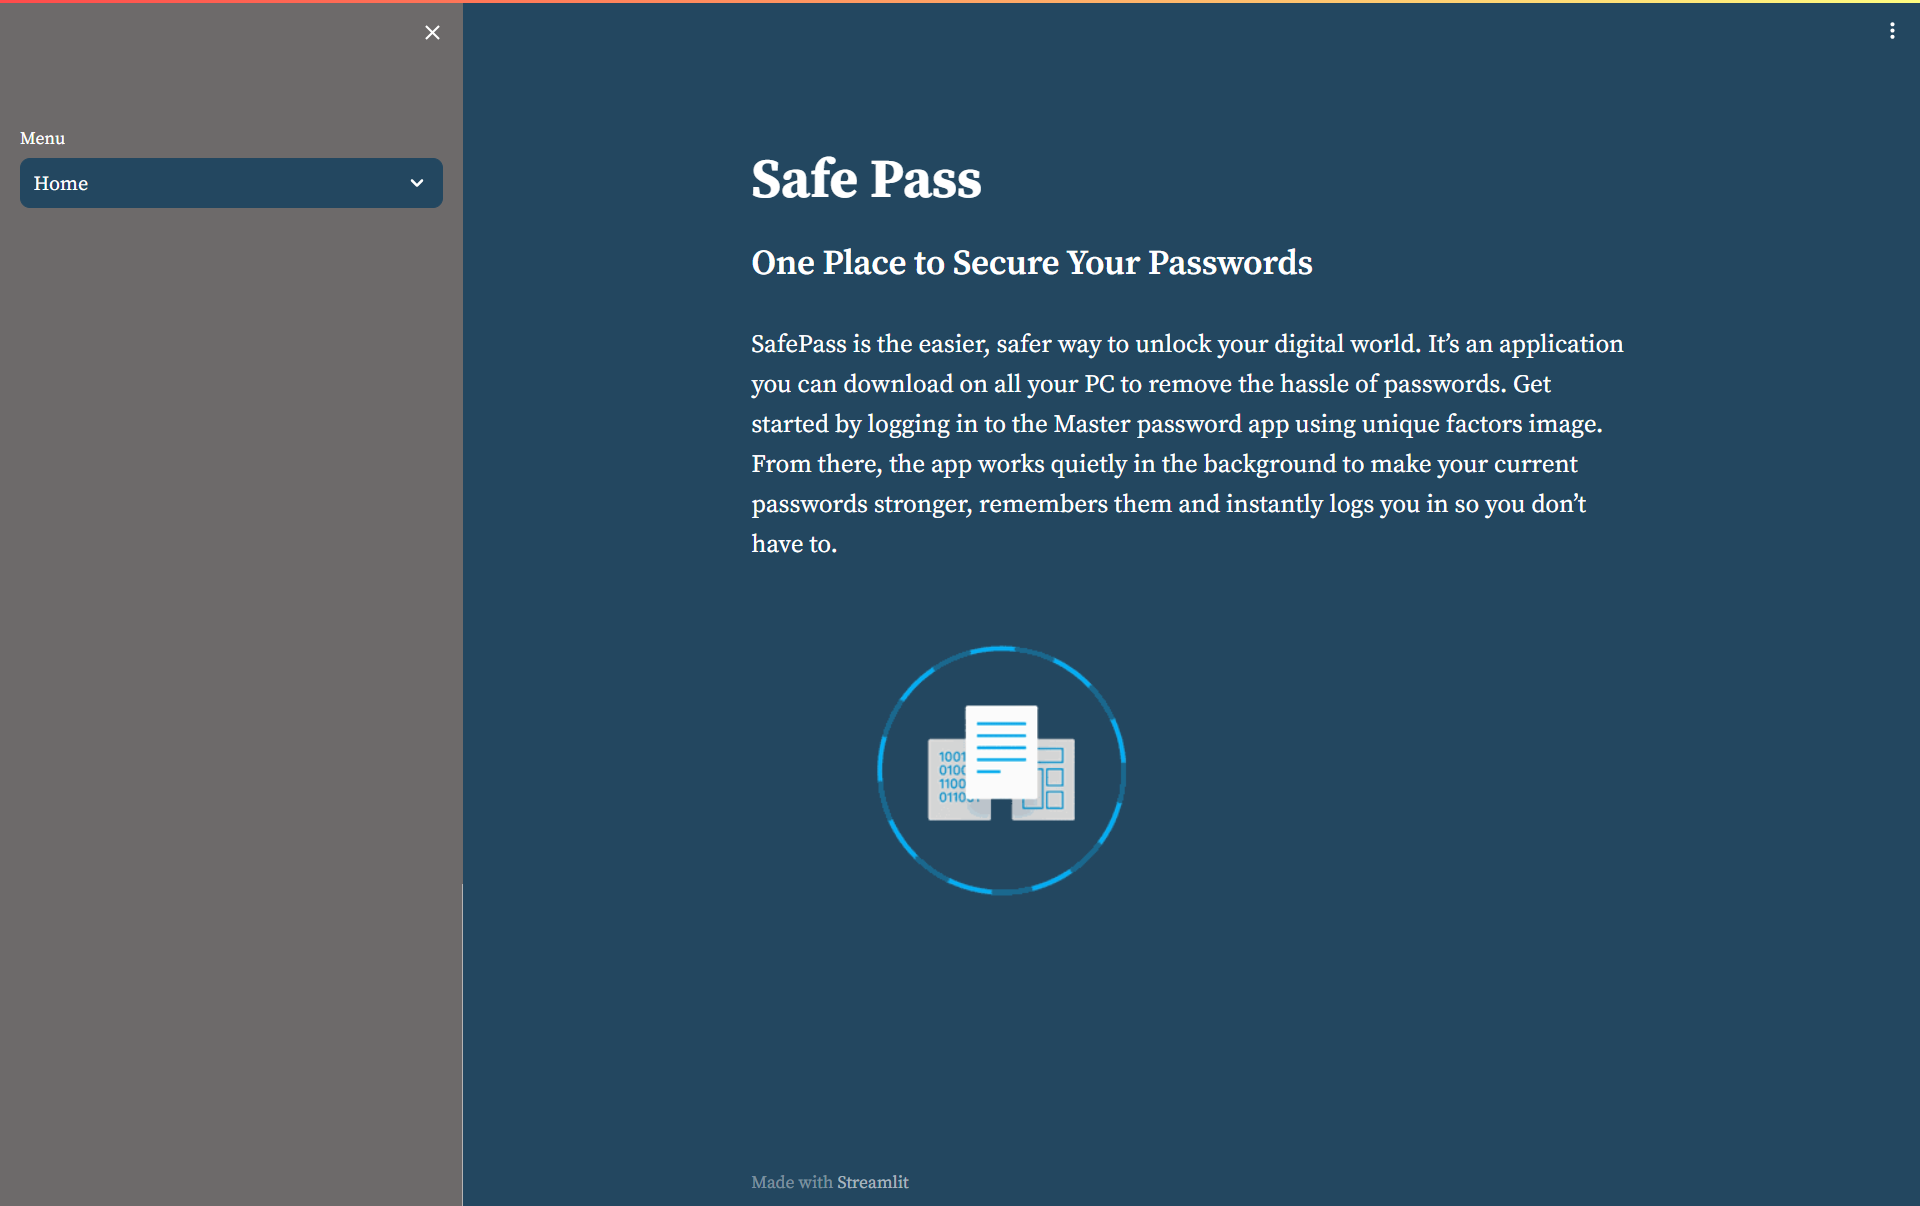 Menu
Home
Safe Pass
One Place to Secure Your Passwords
SafePass is the easier, safer way to unlock your digital world. It’s an application
you can download on all your PC to remove the hassle of passwords. Get
started by logging in to the Master password app using unique factors image.
From there, the app works quietly in the background to make your current
passwords stronger, remembers them and instantly logs you in so you don’t
have to.
1001
010
1100
0110
Made with Streamlit